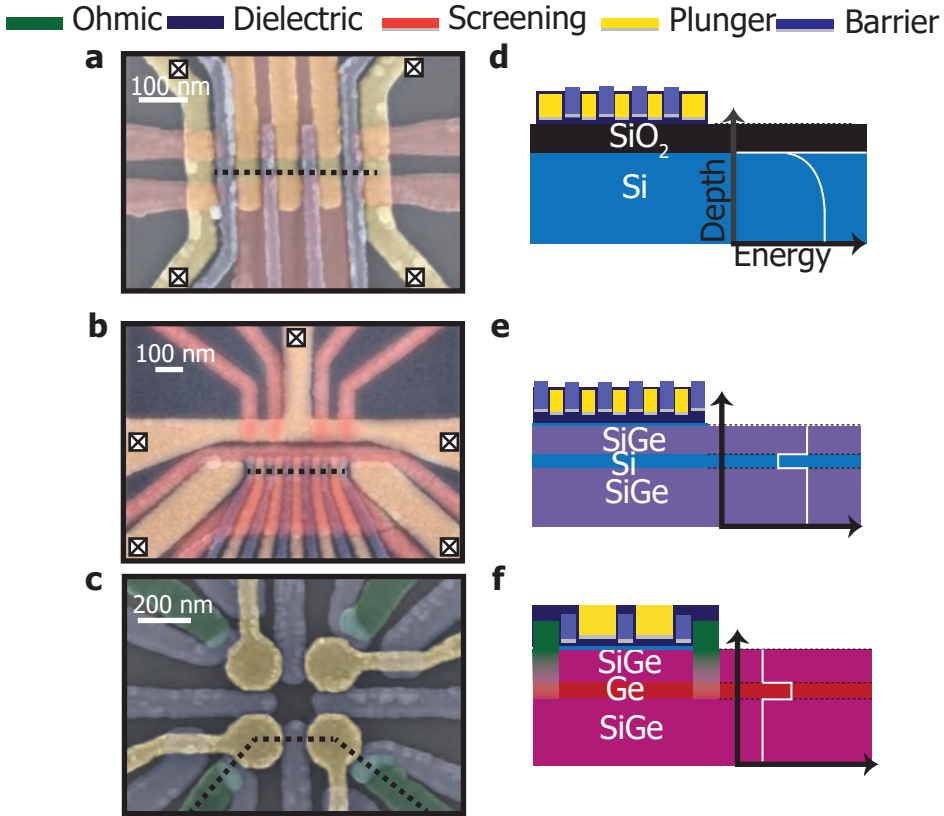 Ohmic Dielectric Screening Plunger Barrier
a
100 nm
d
SiO2
Si
Depth
Energy
b
100 nm
e
SiGe
Si
SiGe
c
200 nm
f
SiGe
Ge
SiGe